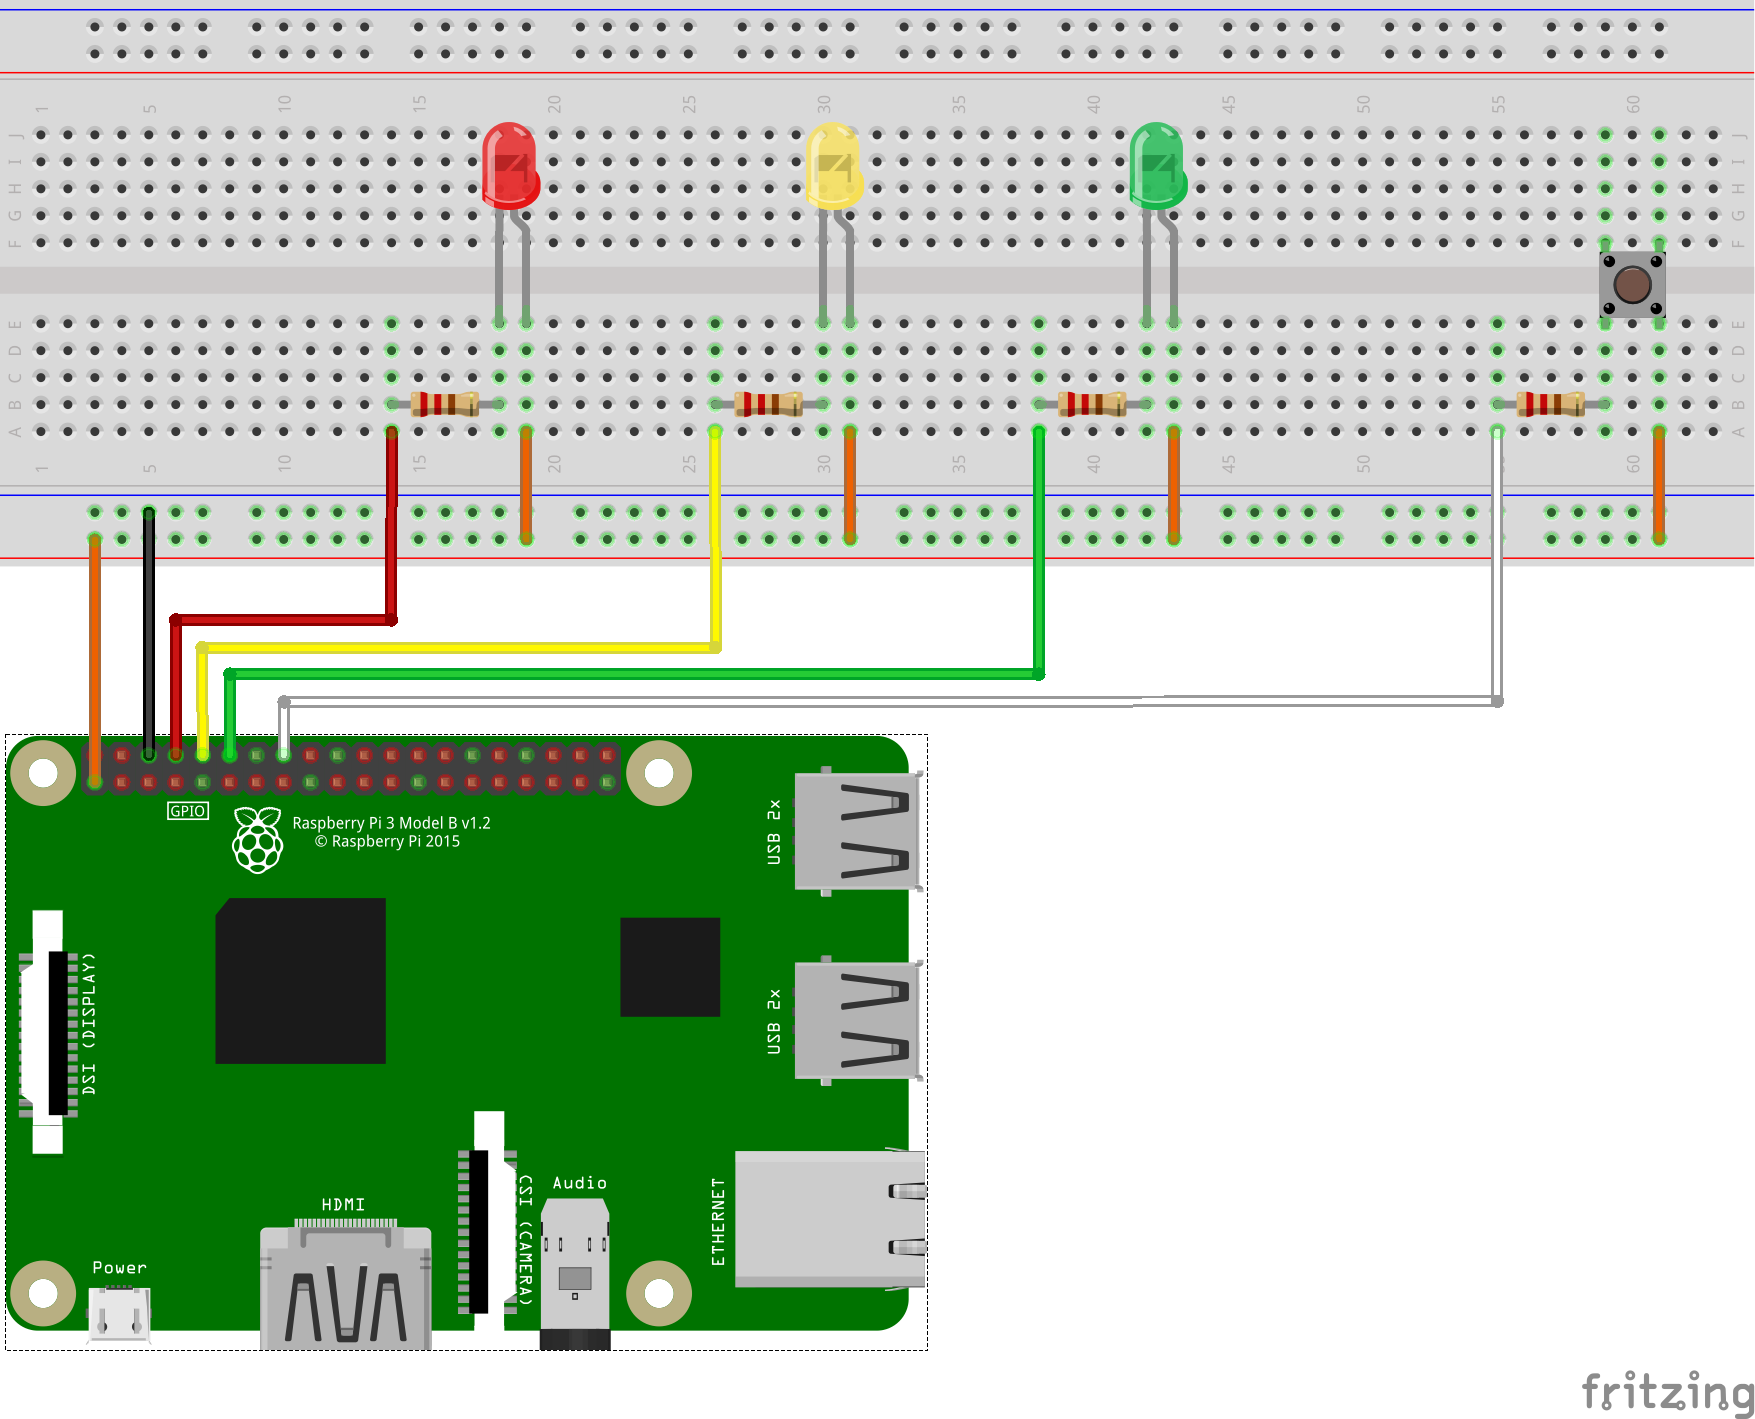 1 5 10 15 20 25 30 35 40 45 50 55 60
J J
I I
H H
G G
F F
E E
D D
C C
B B
A A
1 5 10 15 20 25 30 35 40 45 50 60
GPIO
Raspberry Pi 3 Model B v1.2
© Raspberry Pi 2015
USB 2x
DSI (DISPLAY)
USB 2x
CSI (CAMERA)
Audio
ETHERNET
HDMI
Power
fritzing